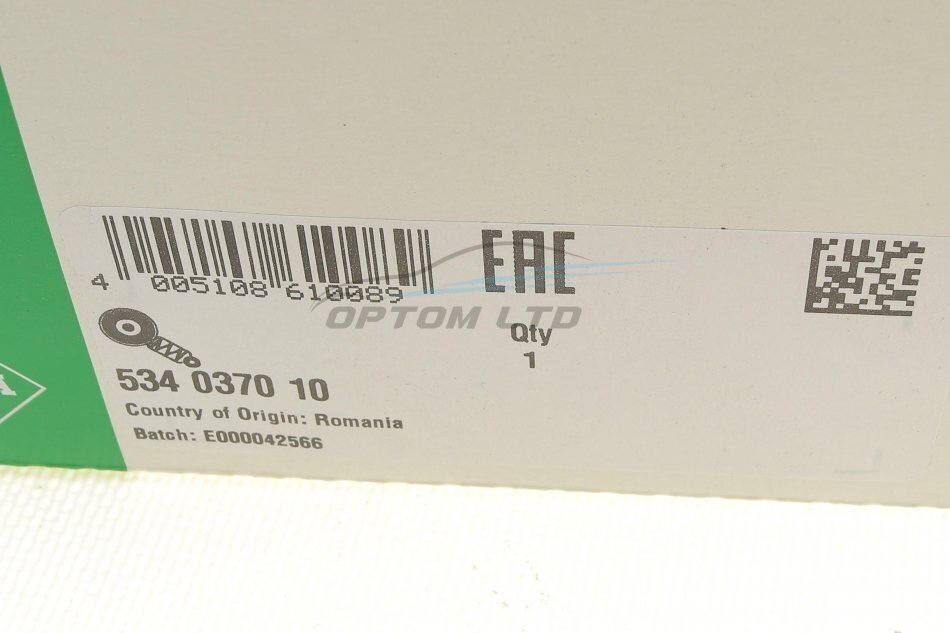 4 005108 610089
EAC
OPTOM LTD
Qty
1
534 0370 10
Country of Origin: Romania
Batch: E000042566